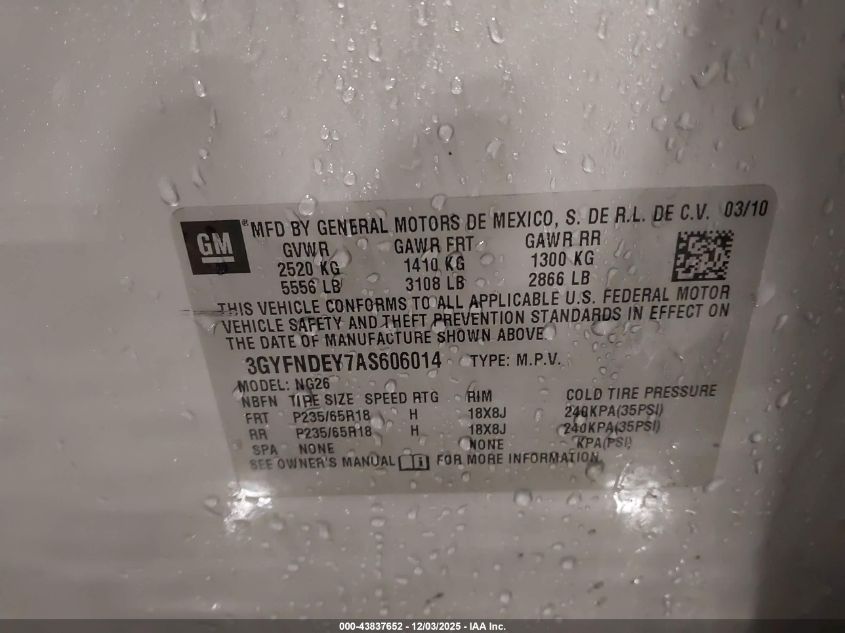 GM ® MFD BY GENERAL MOTORS DE MEXICO, S. DE R.L. DE C.V. 03/10
GVWR GAWR FRT GAWR RR
2520 KG 1410 KG 1300 KG
5556 LB 3108 LB 2866 LB
THIS VEHICLE CONFORMS TO ALL APPLICABLE U.S. FEDERAL MOTOR
VEHICLE SAFETY AND THEFT PREVENTION STANDARDS IN EFFECT ON
THE DATE OF MANUFACTURE SHOWN ABOVE.
3GYFNDEY7AS606014 TYPE: M.P.V.
MODEL: NG26
NBFN TIRE SIZE SPEED RTG RIM COLD TIRE PRESSURE
FRT P235/65R18 H 18X8J 240KPA(35PSI)
RR P235/65R18 H 18X8J 240KPA(35PSI)
SPA NONE NONE KPA(PSI)
SEE OWNER'S MANUAL FOR MORE INFORMATION.
000-43837652 - 12/03/2025 - IAA Inc.